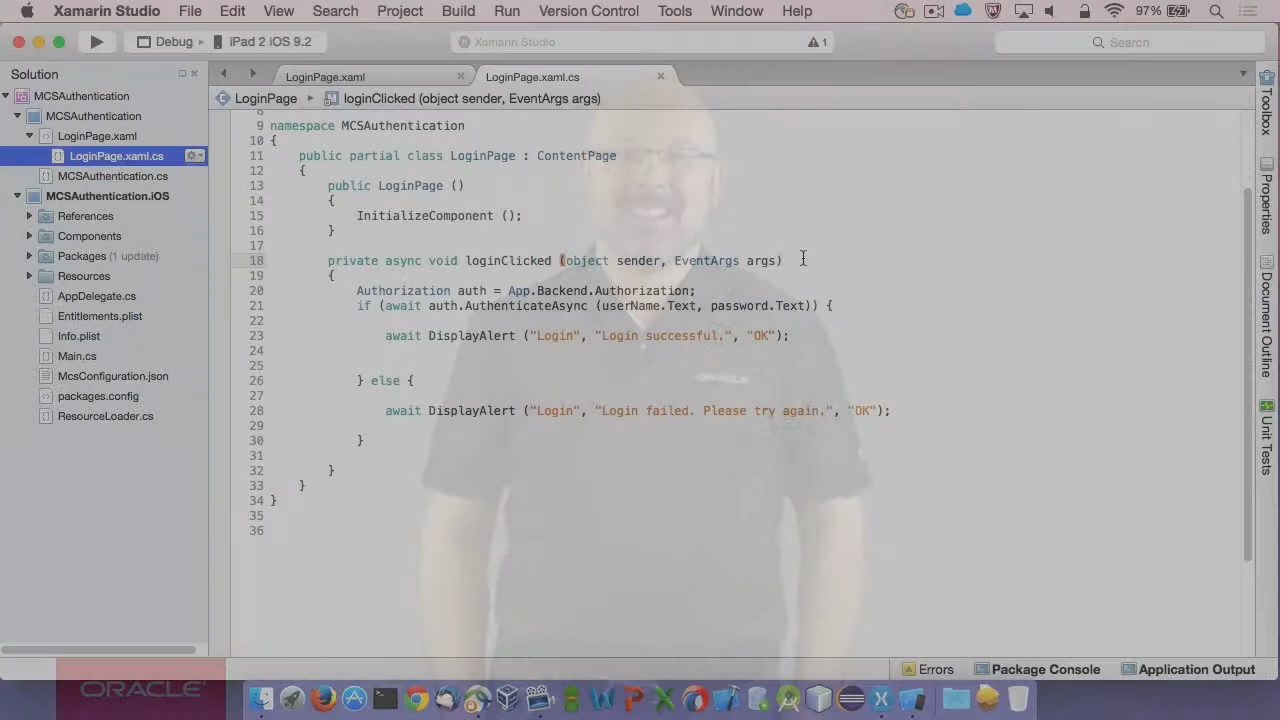 Xamarin Studio File Edit View Search Project Build Run Version Control Tools Window Help 97%
Debug iPad 2 iOS 9.2 Xamarin Studio 1 Search
Solution
LoginPage.xaml LoginPage.xaml.cs
LoginPage loginClicked (object sender, EventArgs args)
MCSAuthentication
MCSAuthentication
LoginPage.xaml
LoginPage.xaml.cs
MCSAuthentication.cs
MCSAuthentication.iOS
References
Components
Packages (1 update)
Resources
AppDelegate.cs
Entitlements.plist
Info.plist
Main.cs
McsConfiguration.json
packages.config
ResourceLoader.cs
8
9 namespace MCSAuthentication
10 {
11 public partial class LoginPage : ContentPage
12 {
13 public LoginPage ()
14 {
15 InitializeComponent ();
16 }
17
18 private async void loginClicked (object sender, EventArgs args)
19 {
20 Authorization auth = App.Backend.Authorization;
21 if (await auth.AuthenticateAsync (userName.Text, password.Text)) {
22
23 await DisplayAlert ("Login", "Login successful.", "OK");
24
25
26 } else {
27
28 await DisplayAlert ("Login", "Login failed. Please try again.", "OK");
29
30 }
31
32 }
33 }
34 }
35
36
Toolbox
Properties
Document Outline
Unit Tests
ORACLE
Errors Package Console Application Output
ORACLE